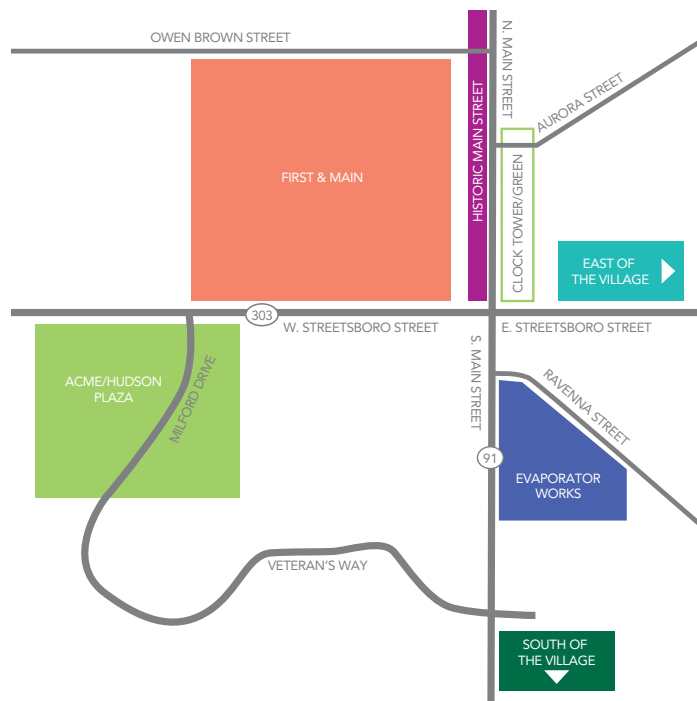 OWEN BROWN STREET
N. MAIN STREET
AURORA STREET
HISTORIC MAIN STREET
CLOCK TOWER/GREEN
FIRST & MAIN
EAST OF
THE VILLAGE
303
W. STREETSBORO STREET
E. STREETSBORO STREET
S. MAIN STREET
MILFORD DRIVE
ACME/HUDSON
PLAZA
RAVENNA STREET
91
EVAPORATOR
WORKS
VETERAN'S WAY
SOUTH OF
THE VILLAGE